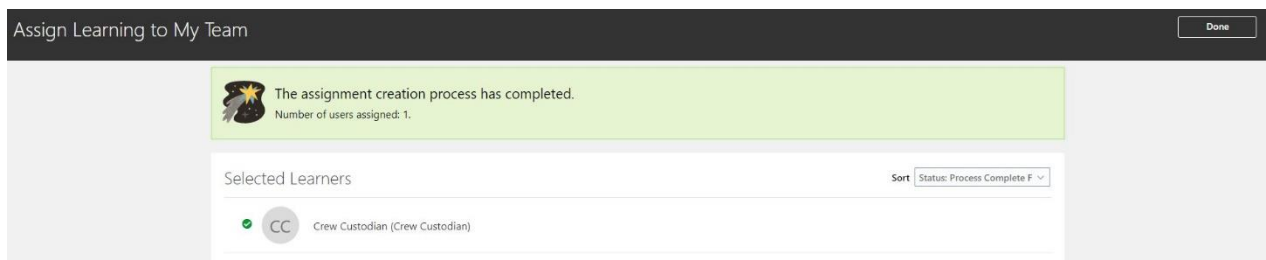 Assign Learning to My Team
Done
The assignment creation process has completed.
Number of users assigned: 1.
Selected Learners
Sort Status: Process Complete F
CC Crew Custodian (Crew Custodian)